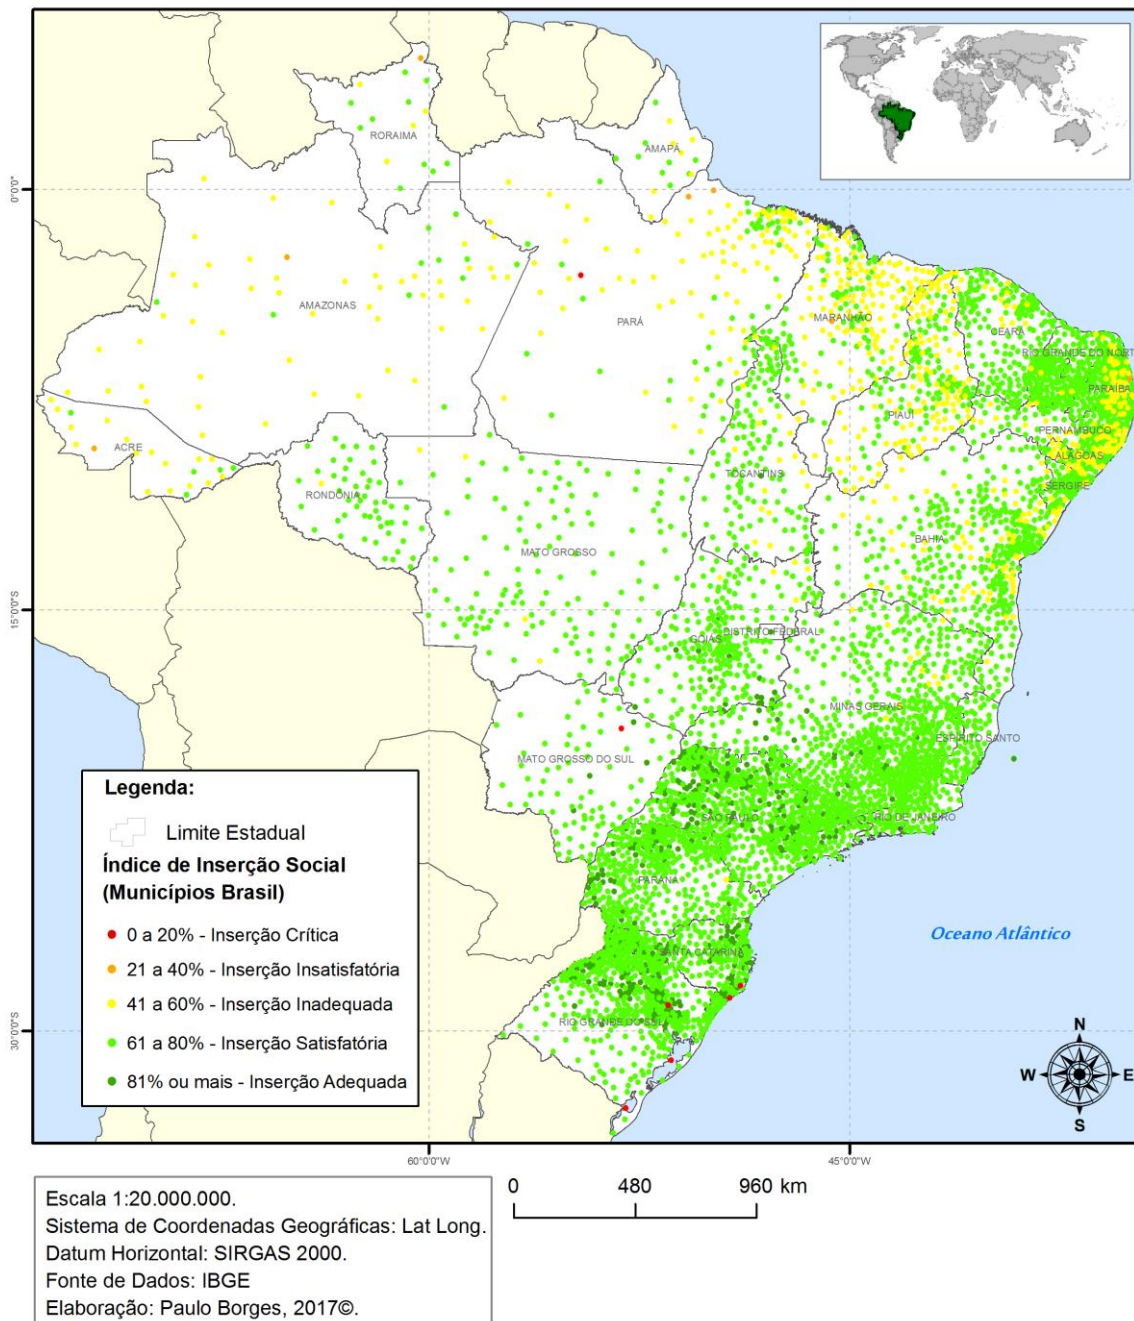 RORAIMA
AMAPÁ
0°0'0"
AMAZONAS
PARÁ
MARANHÃO
CEARÁ
RIO GRANDE DO NORTE
PARAÍBA
PIAUÍ
PERNAMBUCO
ACRE
ALAGOAS
TOCANTINS
SERGIPE
RONDÔNIA
BAHIA
MATO GROSSO
15°0'0"S
DISTRITO FEDERAL
GOIÁS
MINAS GERAIS
ESPÍRITO SANTO
MATO GROSSO DO SUL
SÃO PAULO
RIO DE JANEIRO
PARANÁ
Oceano Atlântico
SANTA CATARINA
RIO GRANDE DO SUL
30°0'0"S
Legenda:
Limite Estadual
Índice de Inserção Social
(Municípios Brasil)
0 a 20% - Inserção Crítica
21 a 40% - Inserção Insatisfatória
41 a 60% - Inserção Inadequada
61 a 80% - Inserção Satisfatória
81% ou mais - Inserção Adequada
N
W E
S
60°0'0"W 45°0'0"W
0 480 960 km
Escala 1:20.000.000.
Sistema de Coordenadas Geográficas: Lat Long.
Datum Horizontal: SIRGAS 2000.
Fonte de Dados: IBGE
Elaboração: Paulo Borges, 2017©.